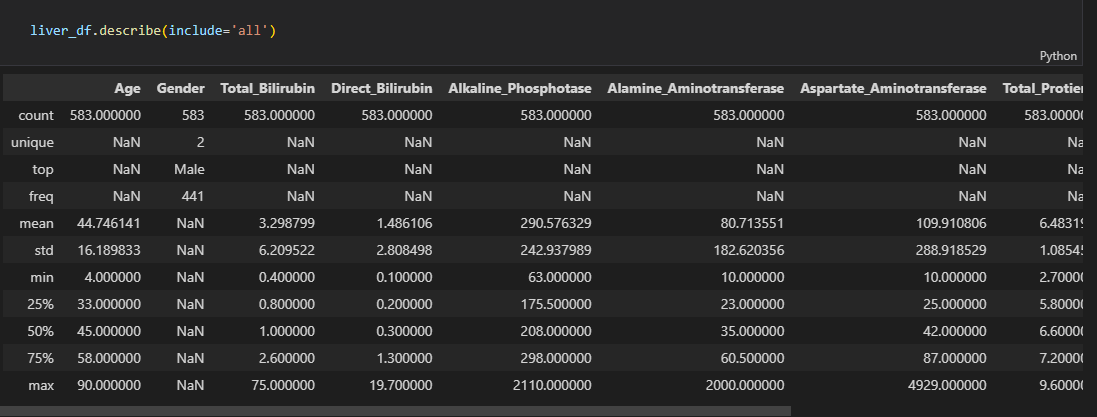 liver_df.describe(include='all')
Python
Age Gender Total_Bilirubin Direct_Bilirubin Alkaline_Phosphotase Alamine_Aminotransferase Aspartate_Aminotransferase Total_Protie
count 583.000000 583 583.000000 583.000000 583.000000 583.000000 583.000000 583.0000
unique NaN 2 NaN NaN NaN NaN NaN Na
top NaN Male NaN NaN NaN NaN NaN Na
freq NaN 441 NaN NaN NaN NaN NaN Na
mean 44.746141 NaN 3.298799 1.486106 290.576329 80.713551 109.910806 6.48319
std 16.189833 NaN 6.209522 2.808498 242.937989 182.620356 288.918529 1.0854
min 4.000000 NaN 0.400000 0.100000 63.000000 10.000000 10.000000 2.7000
25% 33.000000 NaN 0.800000 0.200000 175.500000 23.000000 25.000000 5.8000
50% 45.000000 NaN 1.000000 0.300000 208.000000 35.000000 42.000000 6.6000
75% 58.000000 NaN 2.600000 1.300000 298.000000 60.500000 87.000000 7.2000
max 90.000000 NaN 75.000000 19.700000 2110.000000 2000.000000 4929.000000 9.6000